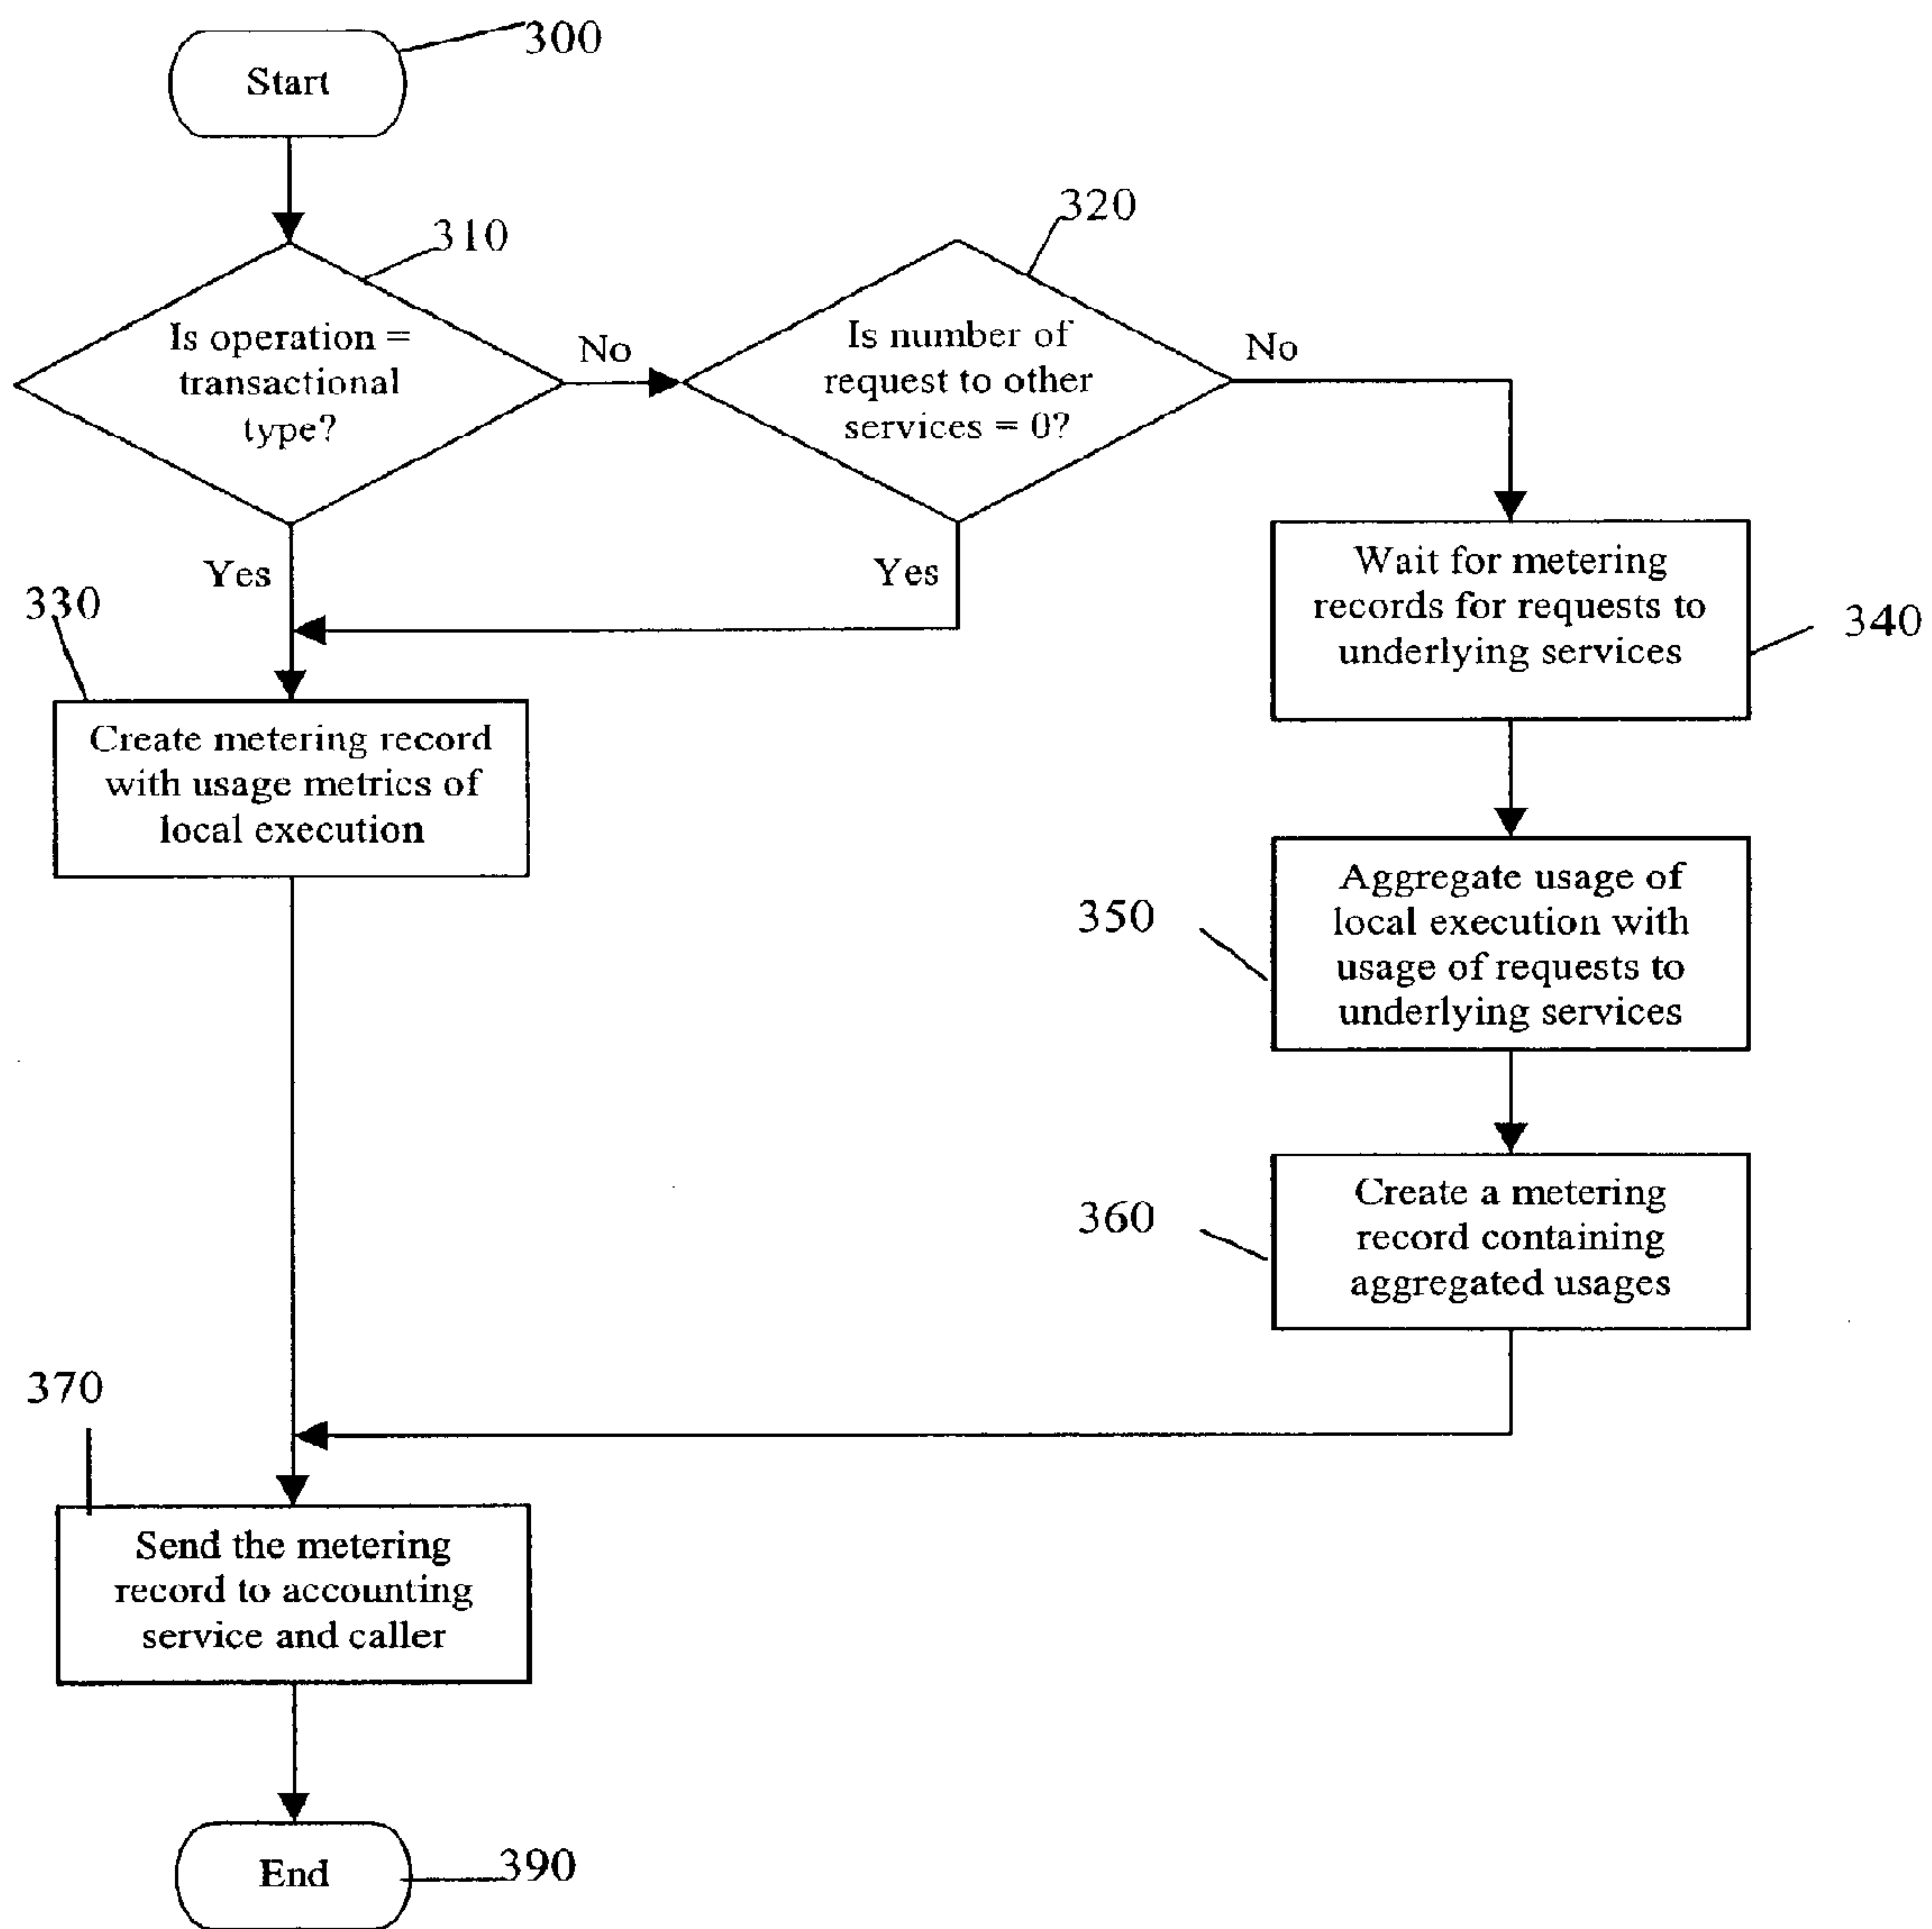 300
Start
310
Is operation =
transactional
type?
No
320
Is number of
request to other
services = 0?
No
Yes
Yes
330
Create metering record
with usage metrics of
local execution
Wait for metering
records for requests to
underlying services
340
350
Aggregate usage of
local execution with
usage of requests to
underlying services
360
Create a metering
record containing
aggregated usages
370
Send the metering
record to accounting
service and caller
End
390